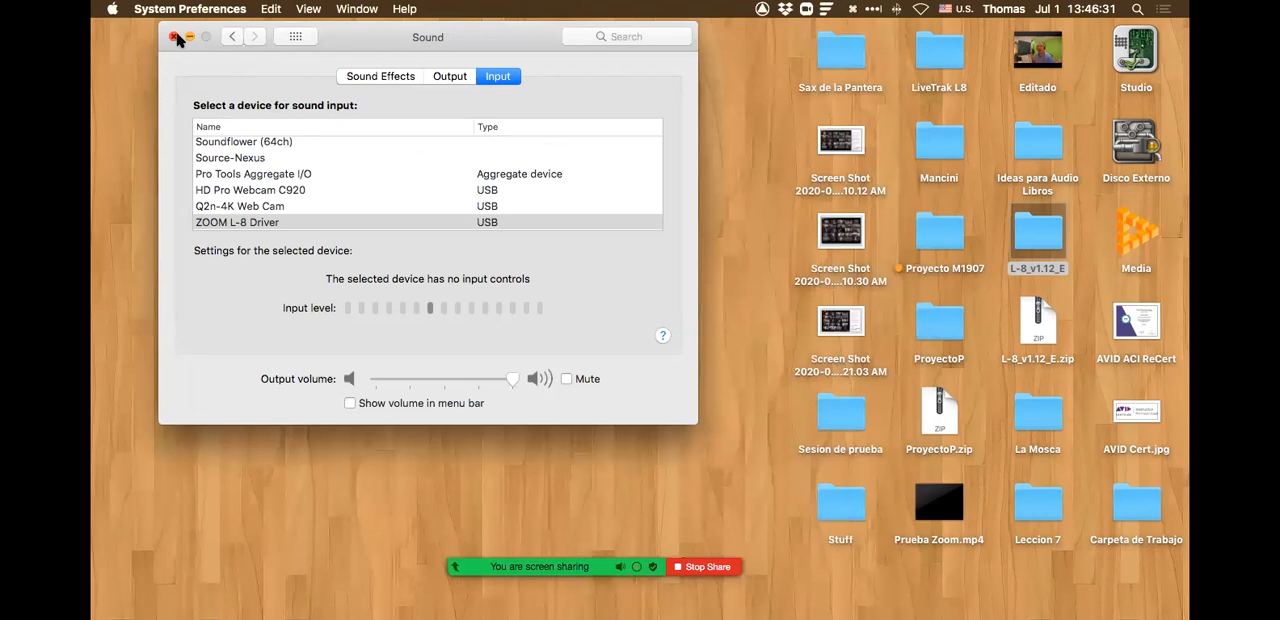 System Preferences Edit View Window Help U.S. Thomas Jul 1 13:46:31
Sound
Search
Sound Effects Output Input
Select a device for sound input:
Name Type
Soundflower (64ch)
Source-Nexus
Pro Tools Aggregate I/O Aggregate device
HD Pro Webcam C920 USB
Q2n-4K Web Cam USB
ZOOM L-8 Driver USB
Settings for the selected device:
The selected device has no input controls
Input level:
?
Output volume: Mute
Show volume in menu bar
Sax de la Pantera LiveTrak L8 Editado Studio
Screen Shot
2020-0....10.12 AM
Mancini
Ideas para Audio
Libros
Disco Externo
Screen Shot
2020-0....10.30 AM
Proyecto M1907
L-8_v1.12_E
Media
Screen Shot
2020-0....21.03 AM
ProyectoP
ZIP
L-8_v1.12_E.zip
AVID ACI ReCert
Sesion de prueba
ZIP
ProyectoP.zip
La Mosca
AVID
AVID Cert.jpg
Stuff Prueba Zoom.mp4 Leccion 7 Carpeta de Trabajo
You are screen sharing Stop Share